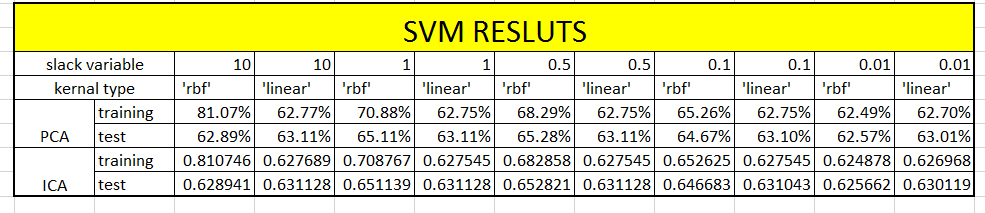 SVM RESLUTS
slack variable 10 10 1 1 0.5 0.5 0.1 0.1 0.01 0.01
kernal type 'rbf' 'linear' 'rbf' 'linear' 'rbf' 'linear' 'rbf' 'linear' 'rbf' 'linear'
training 81.07% 62.77% 70.88% 62.75% 68.29% 62.75% 65.26% 62.75% 62.49% 62.70%
PCA test 62.89% 63.11% 65.11% 63.11% 65.28% 63.11% 64.67% 63.10% 62.57% 63.01%
training 0.810746 0.627689 0.708767 0.627545 0.682858 0.627545 0.652625 0.627545 0.624878 0.626968
ICA test 0.628941 0.631128 0.651139 0.631128 0.652821 0.631128 0.646683 0.631043 0.625662 0.630119